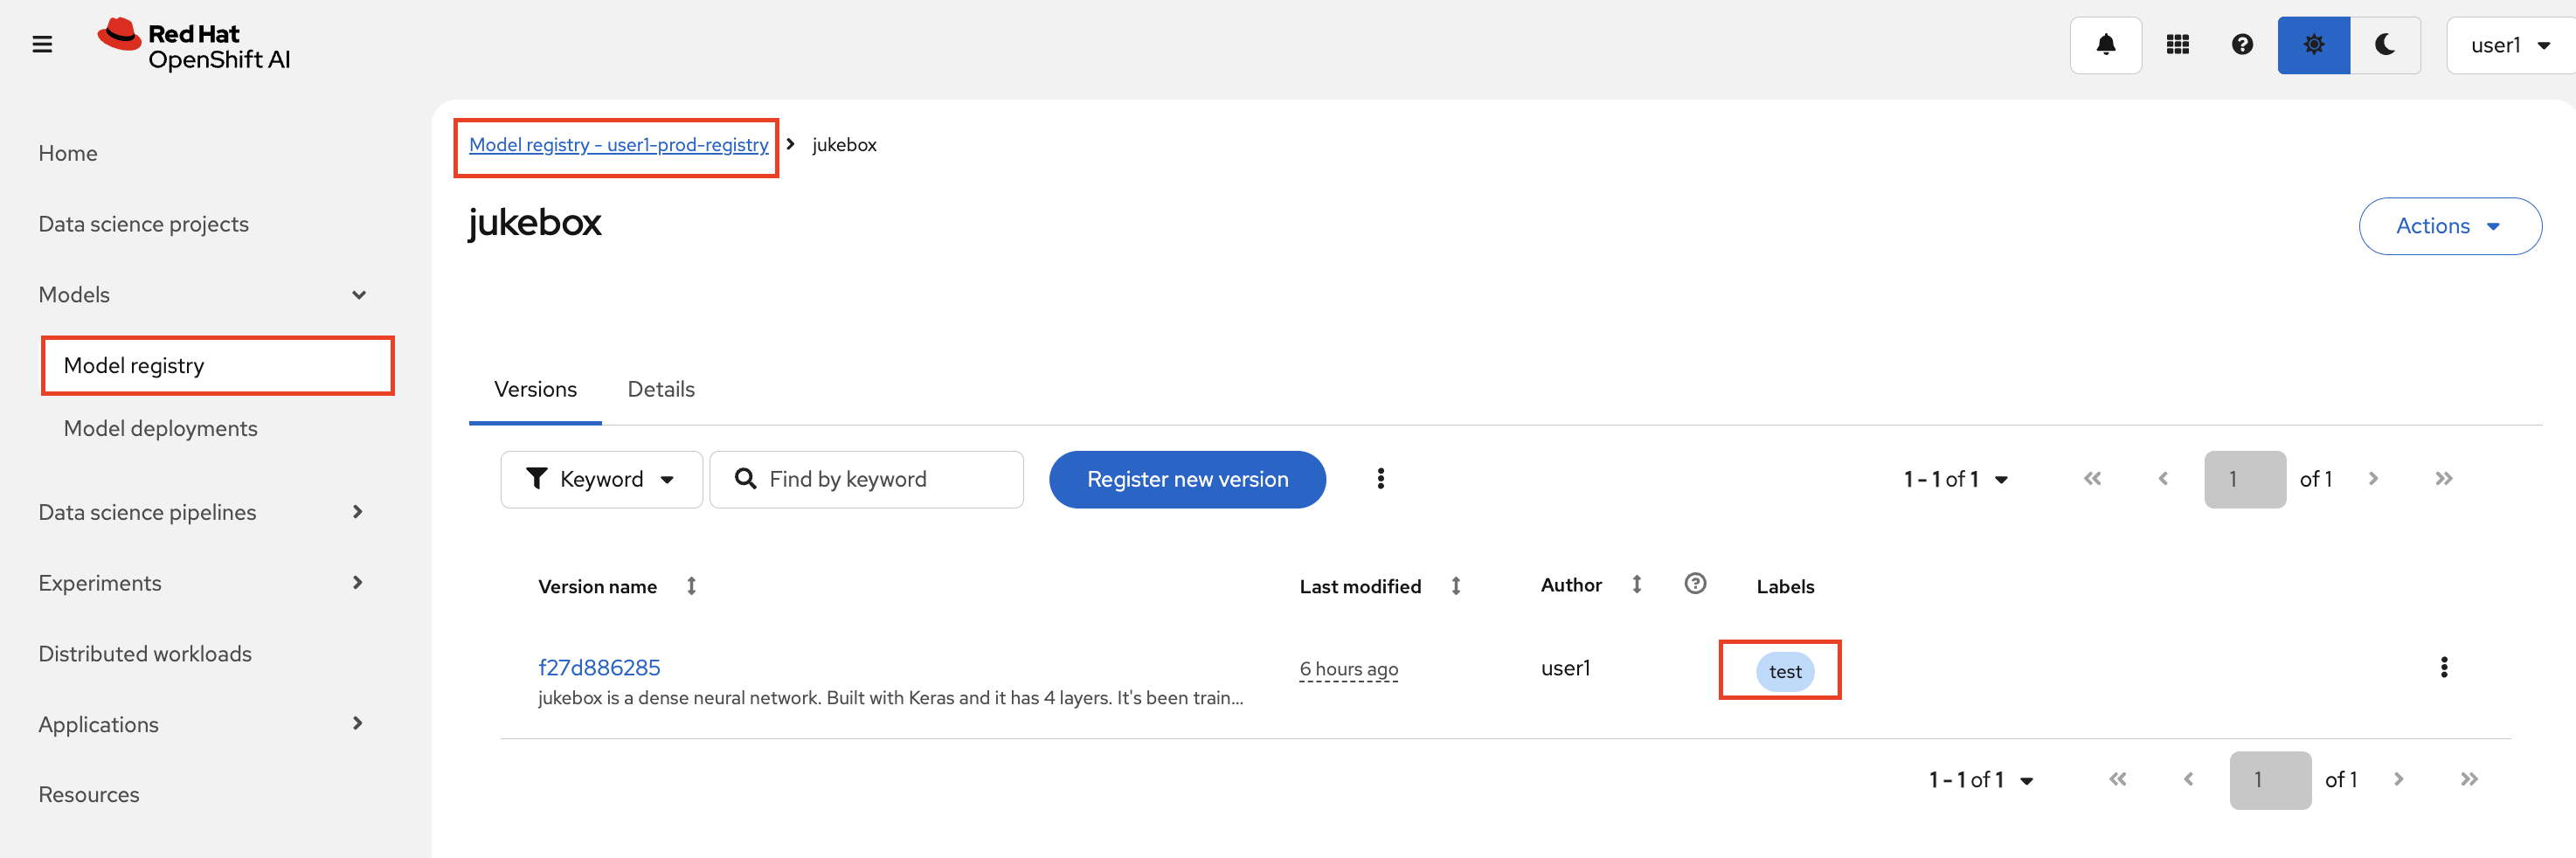 Red Hat
OpenShift AI
user1
Home
Data science projects
Models
Model registry
Model deployments
Data science pipelines
Experiments
Distributed workloads
Applications
Resources
Model registry - user1-prod-registry > jukebox
jukebox
Actions
Versions Details
Keyword Find by keyword Register new version 1 - 1 of 1 1 of 1
Version name Last modified Author Labels
f27d886285 6 hours ago user1 test
jukebox is a dense neural network. Built with Keras and it has 4 layers. It's been train...
1 - 1 of 1 1 of 1